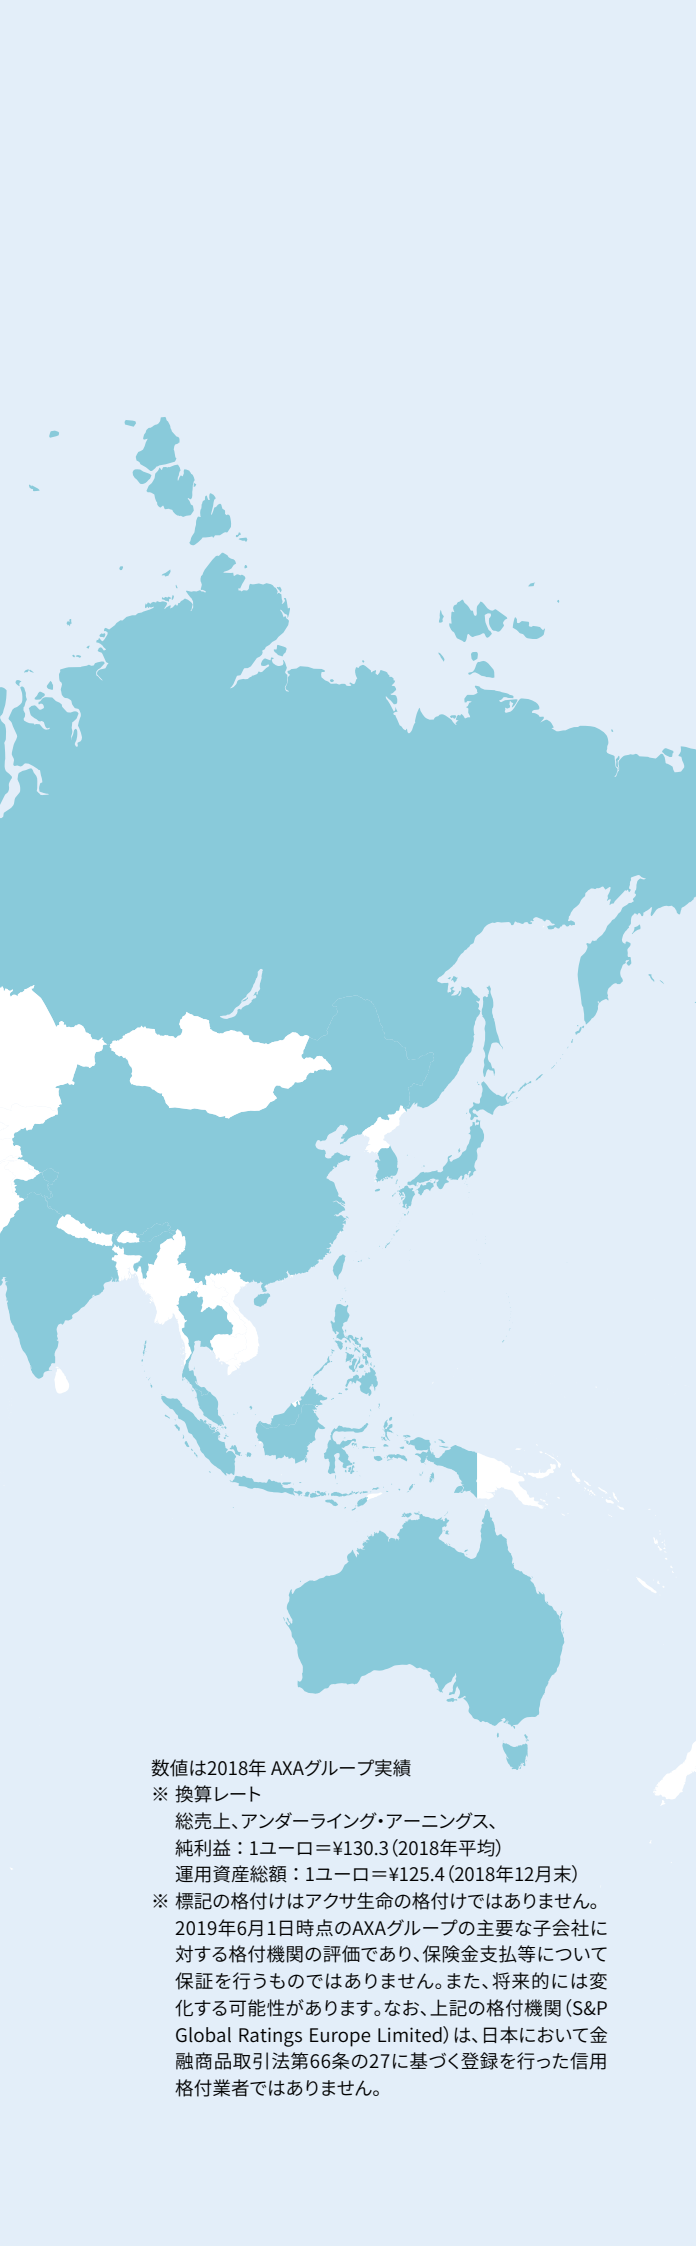 数値は2018年 AXAグループ実績
※ 換算レート
総売上、アンダーライング・アーニングス、
純利益：1ユーロ＝¥130.3（2018年平均）
運用資産総額：1ユーロ＝¥125.4（2018年12月末）
※ 標記の格付けはアクサ生命の格付けではありません。
2019年6月1日時点のAXAグループの主要な子会社に
対する格付機関の評価であり、保険金支払等について
保証を行うものではありません。また、将来的には変
化する可能性があります。なお、上記の格付機関（S&P
Global Ratings Europe Limited）は、日本において金
融商品取引法第66条の27に基づく登録を行った信用
格付業者ではありません。